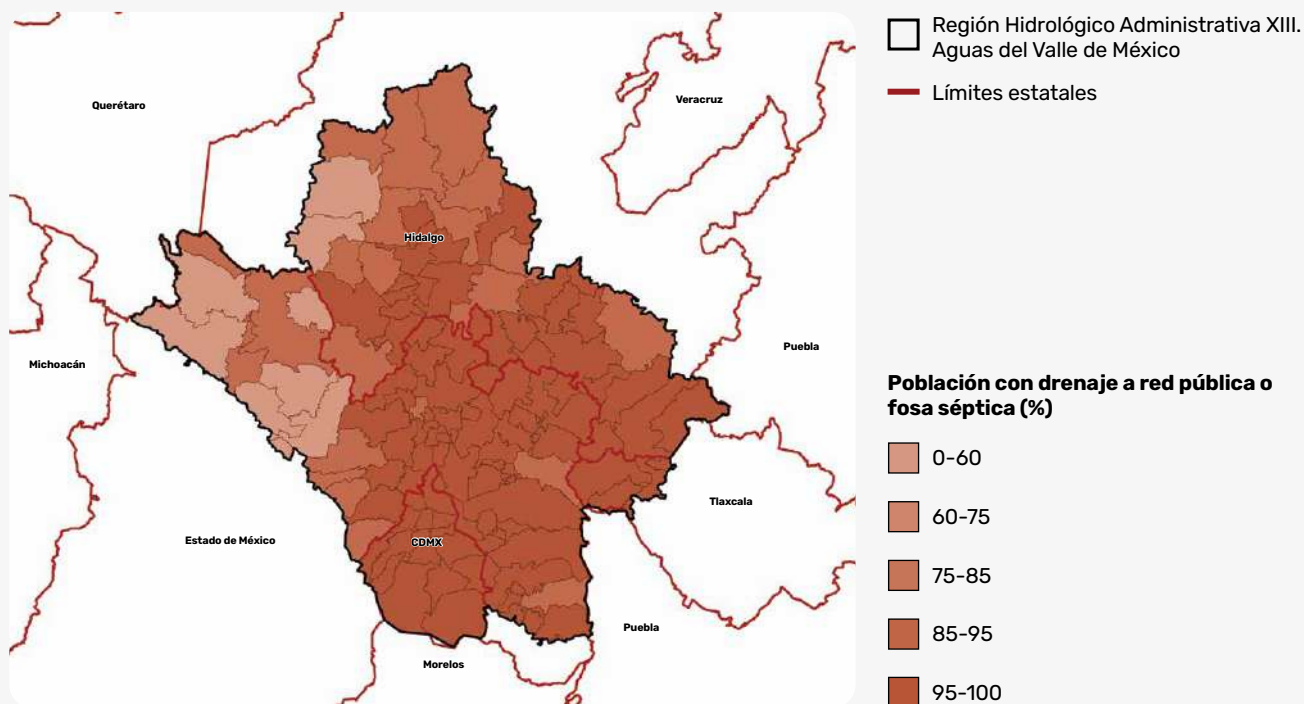 Querétaro
Veracruz
Hidalgo
Michoacán
Puebla
Tlaxcala
Estado de México
CDMX
Puebla
Morelos
Región Hidrológico Administrativa XIII.
Aguas del Valle de México
Límites estatales
Población con drenaje a red pública o
fosa séptica (%)
0-60
60-75
75-85
85-95
95-100